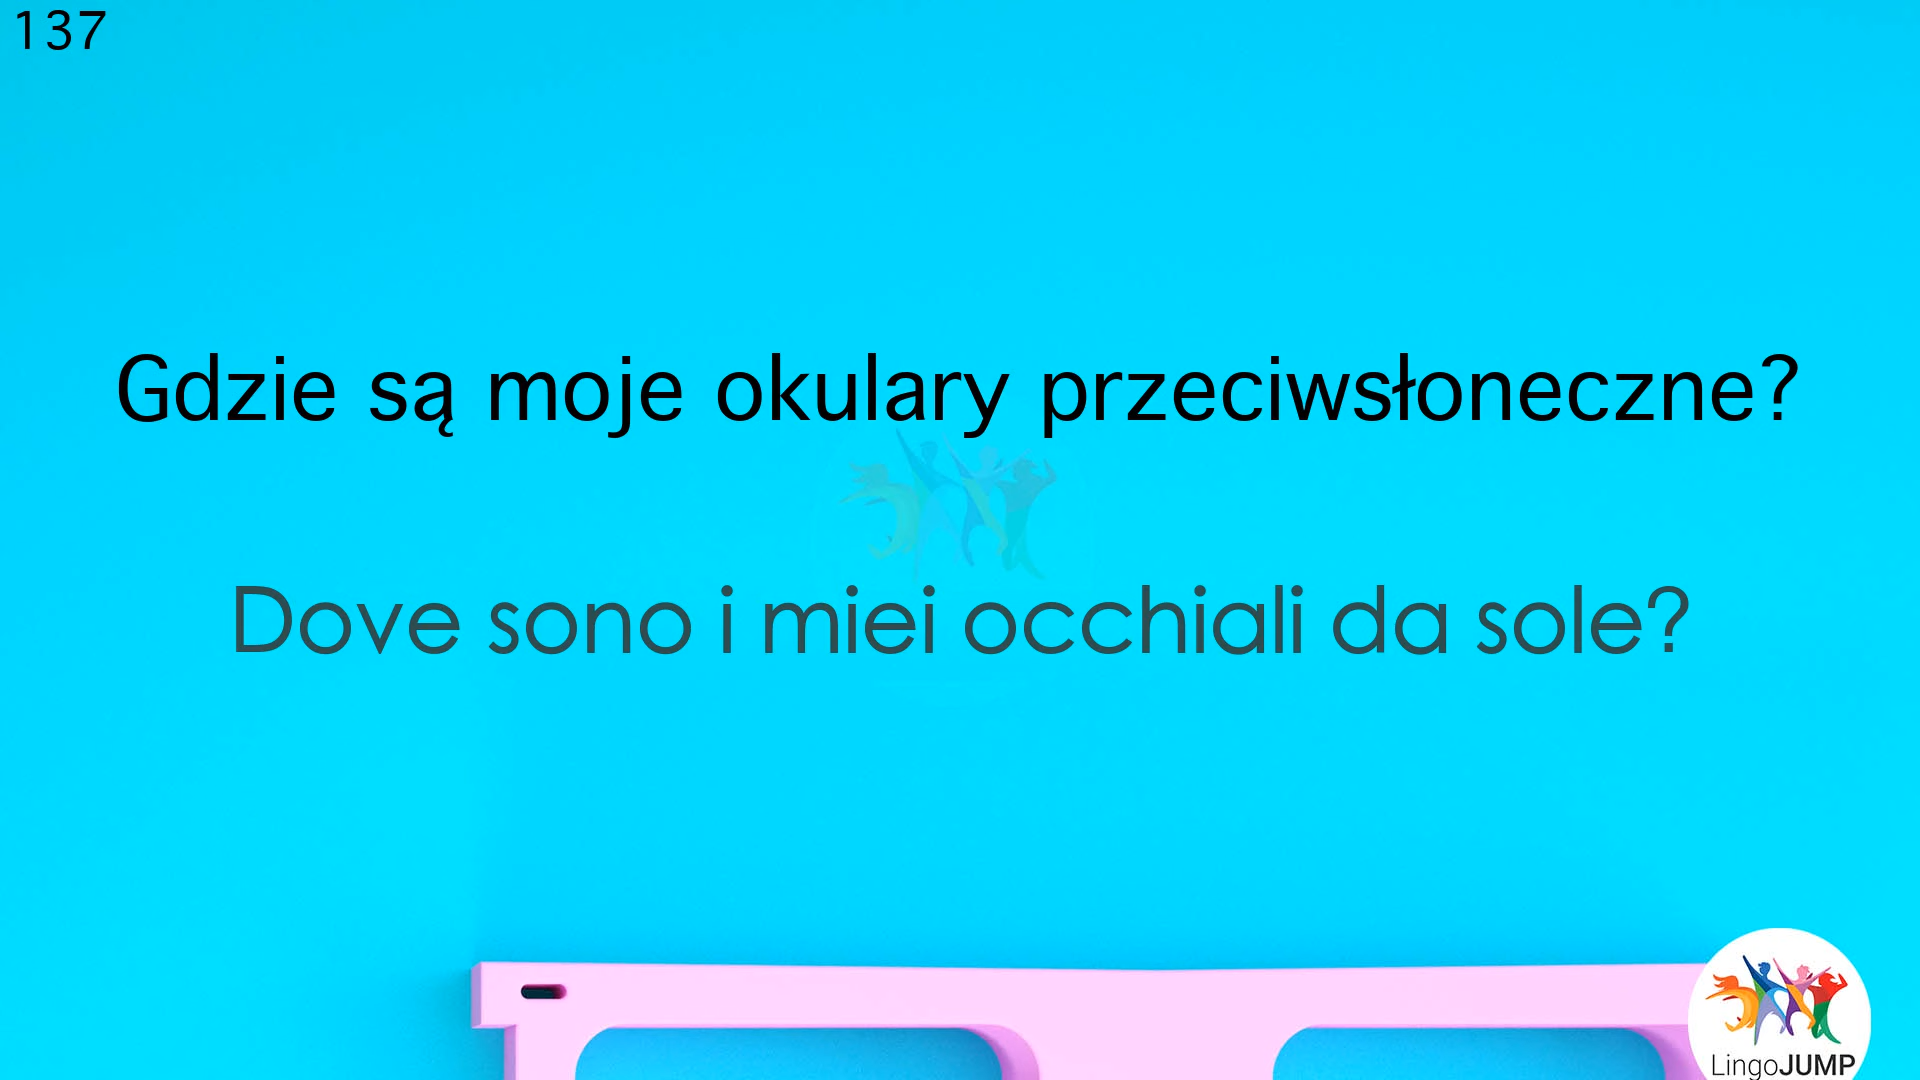 137
Gdzie są moje okulary przeciwsłoneczne?
Dove sono i miei occhiali da sole?
LingoJUMP